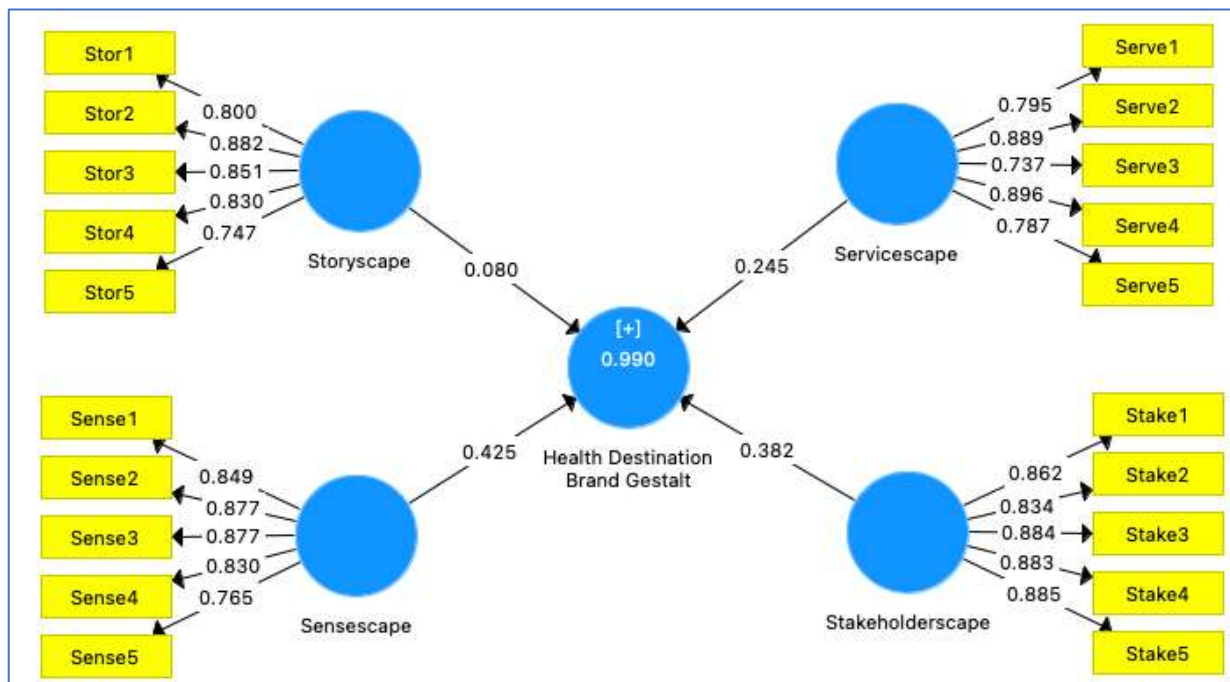 Stor1
Stor2
Stor3
Stor4
Stor5
0.800
0.882
0.851
0.830
0.747
Storyscape
0.080
Serve1
Serve2
Serve3
Serve4
Serve5
0.795
0.889
0.737
0.896
0.787
Servicescape
0.245
[+]
0.990
Health Destination
Brand Gestalt
Sense1
Sense2
Sense3
Sense4
Sense5
0.849
0.877
0.877
0.830
0.765
Sensescape
0.425
Stake1
Stake2
Stake3
Stake4
Stake5
0.862
0.834
0.884
0.883
0.885
Stakeholderscape
0.382